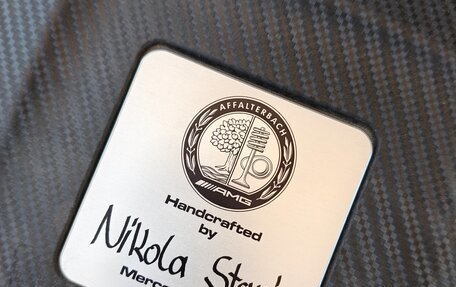 AFFALTERBACH
AMG
Handcrafted
by
Nikola